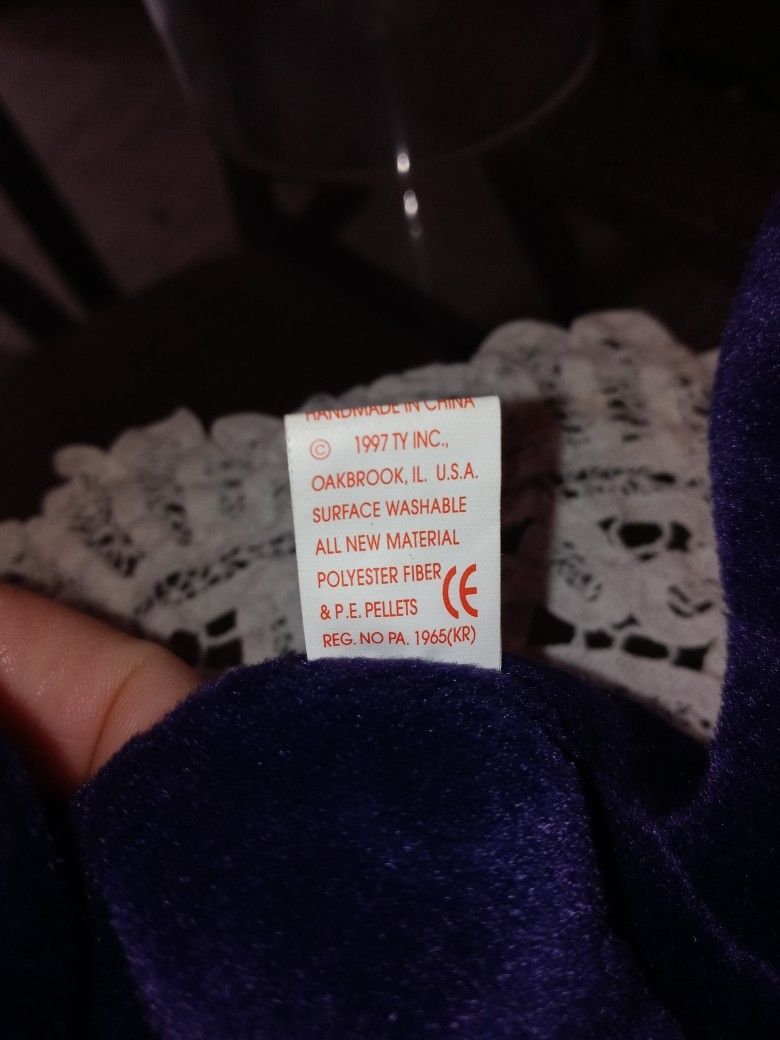 HANDMADE IN CHINA
© 1997 TY INC.,
OAKBROOK, IL. U.S.A.
SURFACE WASHABLE
ALL NEW MATERIAL
POLYESTER FIBER
& P.E. PELLETS CE
REG. NO PA. 1965(KR)